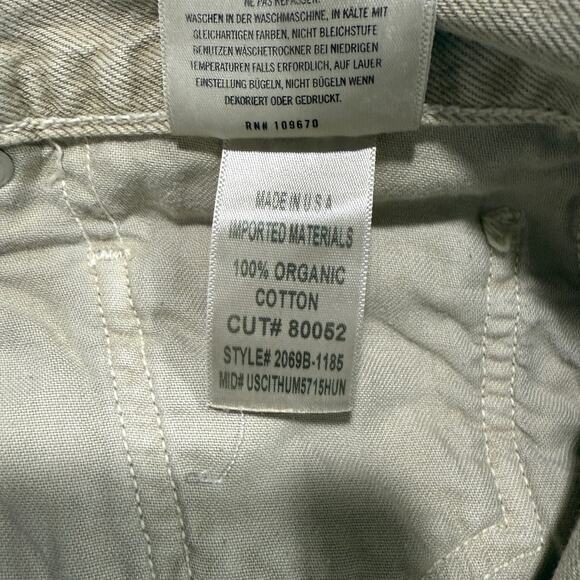 NE PAS REPASSER.
WASCHEN IN DER WASCHMASCHINE, IN KÄLTE MIT
GLEICHARTIGEN FARBEN, NICHT BLEICHSTUFE
BENUTZEN WÄSCHETROCKNER BEI NIEDRIGEN
TEMPERATUREN FALLS ERFORDLICH, AUF LAUER
EINSTELLUNG BÜGELN, NICHT BÜGELN WENN
DEKORIERT ODER GEDRUCKT.
RN# 109670
MADE IN U S A
IMPORTED MATERIALS
100% ORGANIC
COTTON
CUT# 80052
STYLE# 2069B-1185
MID# USCITHUM5715HUN